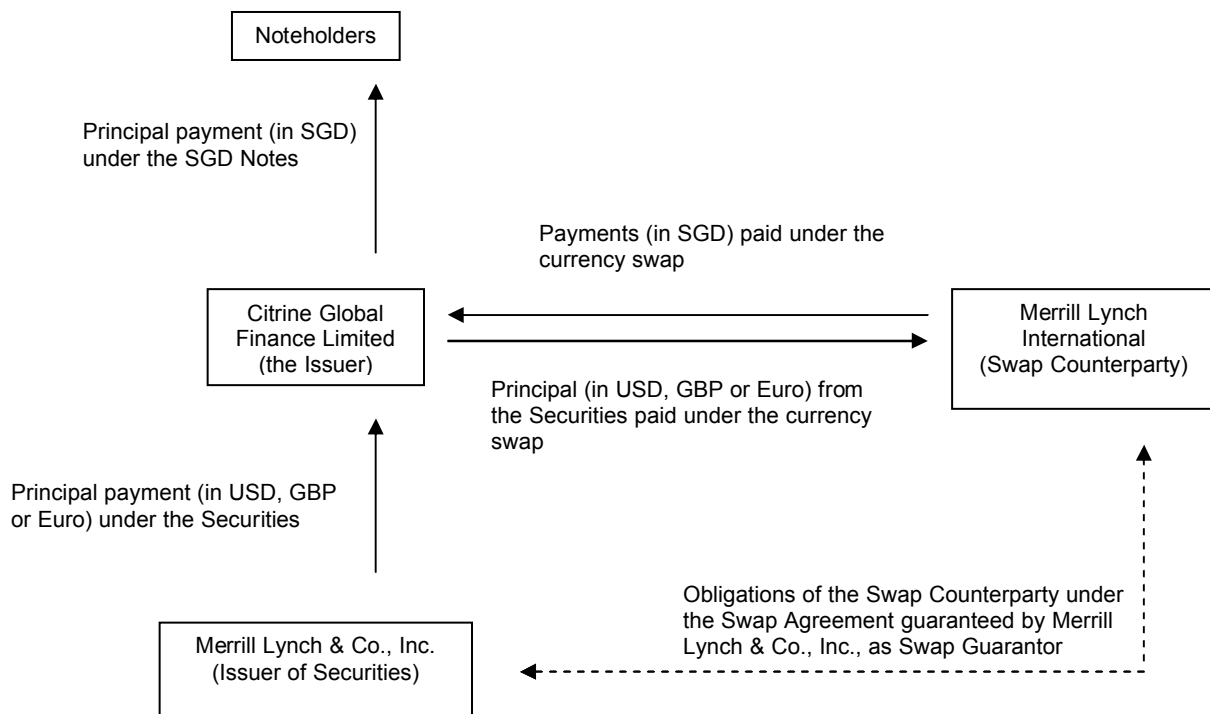 Noteholders
Principal payment (in SGD)
under the SGD Notes
Payments (in SGD) paid under the
currency swap
Citrine Global
Finance Limited
(the Issuer)
Merrill Lynch
International
(Swap Counterparty)
Principal (in USD, GBP or Euro) from
the Securities paid under the currency
swap
Principal payment (in USD, GBP
or Euro) under the Securities
Obligations of the Swap Counterparty under
the Swap Agreement guaranteed by Merrill
Lynch & Co., Inc., as Swap Guarantor
Merrill Lynch & Co., Inc.
(Issuer of Securities)